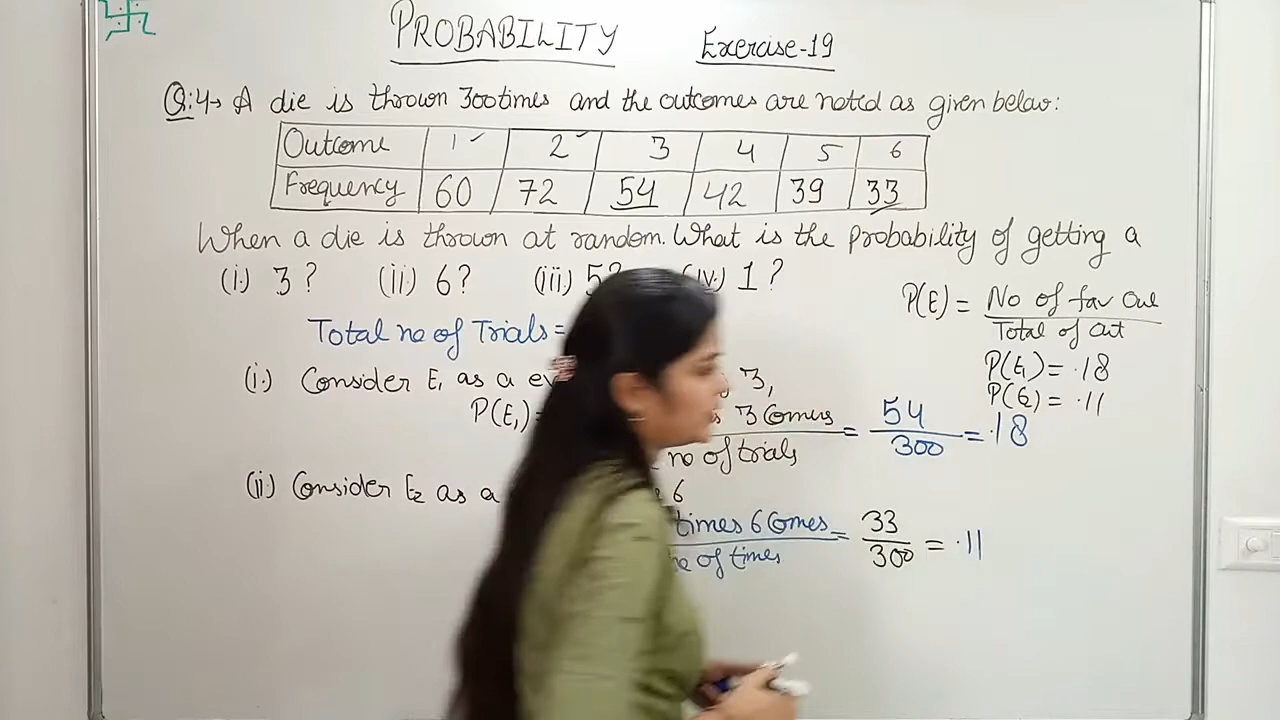 PROBABILITY Exercise-19
Q:4→ A die is thrown 300times and the outcomes are noted as given below:
Outcome 1 2 3 4 5 6
Frequency 60 72 54 42 39 33
When a die is thrown at random. What is the probability of getting a
(i.) 3? (ii) 6? (iii) 5 1?
P(E) = No of fav out
Total of out
Total no of Trials =
P(E₁) = .18
P(E₂) = .11
(i.) Consider E₁ as a 3,
P(E₁) = 3 Comes = 54 = .18
no of trials 300
(ii) Consider E₂ as a 6
times 6 Comes = 33 = .11
of times 300